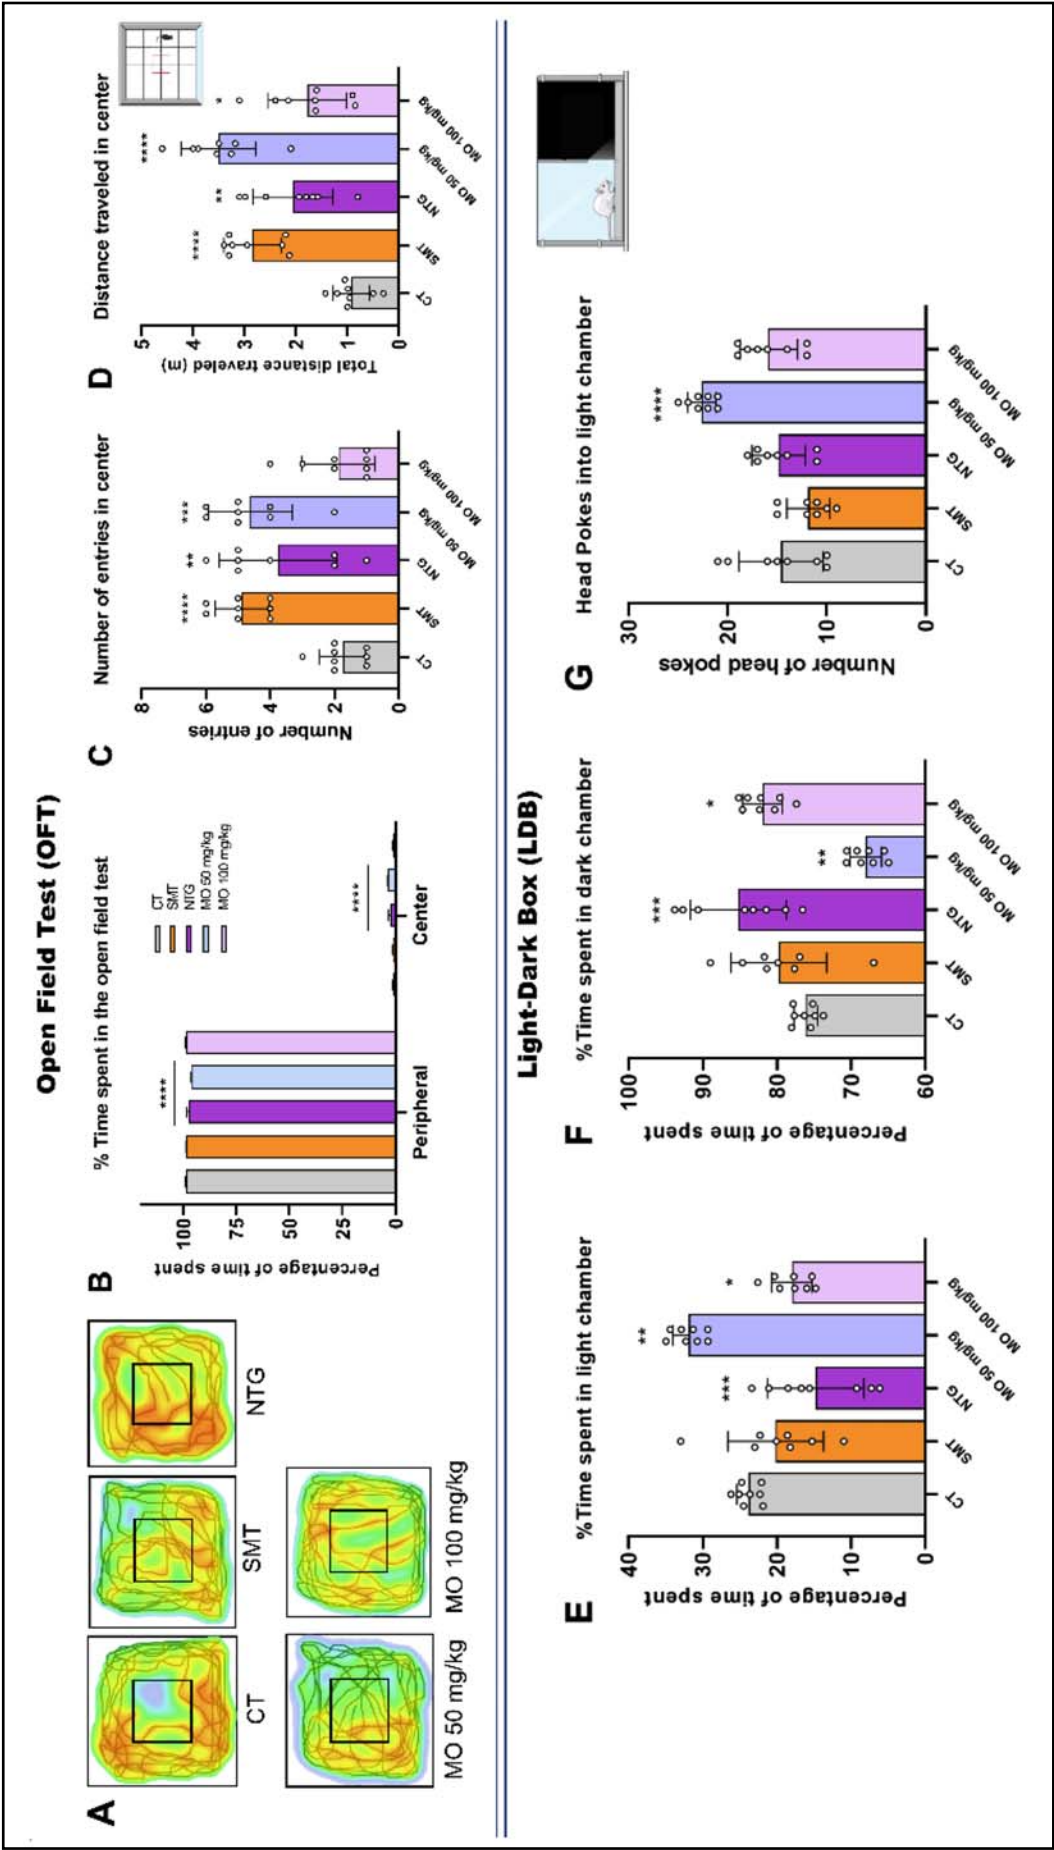 Open Field Test (OFT)
A
CT
SMT
NTG
MO 50 mg/kg
MO 100 mg/kg
B
% Time spent in the open field test
Percentage of time spent
100
75
50
25
0
****
****
Peripheral
Center
CT
SMT
NTG
MO 50 mg/kg
MO 100 mg/kg
C
Number of entries in center
Number of entries
8
6
4
2
0
****
**
***
CT
SMT
NTG
MO 50 mg/kg
MO 100 mg/kg
D
Distance traveled in center
Total distance traveled (m)
5
4
3
2
1
0
****
**
****
*
CT
SMT
NTG
MO 50 mg/kg
MO 100 mg/kg
Light-Dark Box (LDB)
E
%Time spent in light chamber
Percentage of time spent
40
30
20
10
0
***
**
*
CT
SMT
NTG
MO 50 mg/kg
MO 100 mg/kg
F
%Time spent in dark chamber
Percentage of time spent
100
90
80
70
60
***
**
*
CT
SMT
NTG
MO 50 mg/kg
MO 100 mg/kg
G
Head Pokes into light chamber
Number of head pokes
30
20
10
0
****
CT
SMT
NTG
MO 50 mg/kg
MO 100 mg/kg